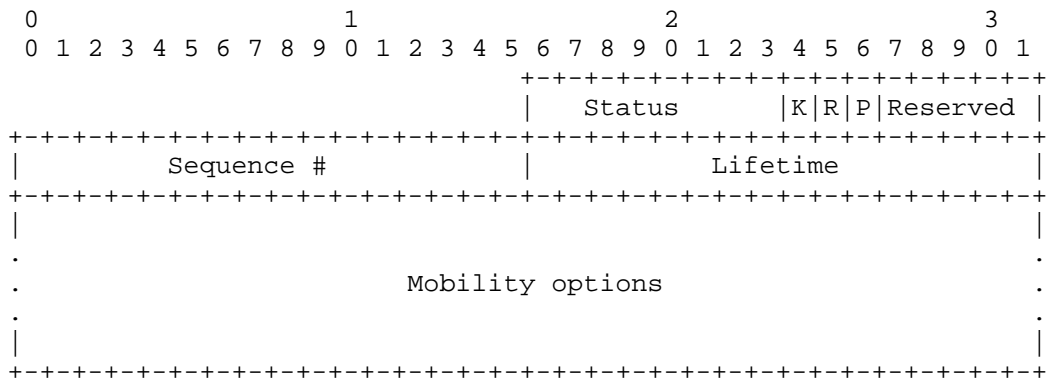 0                   1                   2                   3
 0 1 2 3 4 5 6 7 8 9 0 1 2 3 4 5 6 7 8 9 0 1 2 3 4 5 6 7 8 9 0 1
                                +-+-+-+-+-+-+-+-+-+-+-+-+-+-+-+-+
                                |   Status      |K|R|P|Reserved |
+-+-+-+-+-+-+-+-+-+-+-+-+-+-+-+-+-+-+-+-+-+-+-+-+-+-+-+-+-+-+-+-+
|         Sequence #            |           Lifetime            |
+-+-+-+-+-+-+-+-+-+-+-+-+-+-+-+-+-+-+-+-+-+-+-+-+-+-+-+-+-+-+-+-+
|                                                               |
.                                                               .
.                        Mobility options                       .
.                                                               .
|                                                               |
+-+-+-+-+-+-+-+-+-+-+-+-+-+-+-+-+-+-+-+-+-+-+-+-+-+-+-+-+-+-+-+-+